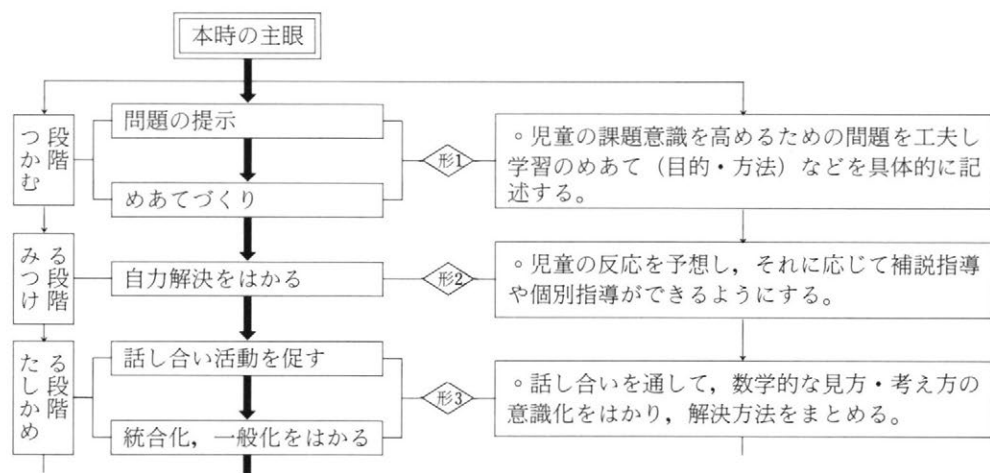 本時の主眼
つかむ
段階
問題の提示
めあてづくり
形1
◦児童の課題意識を高めるための間題を工夫し
学習のめあて（目的・方法）などを具体的に記
述する。
みつけ
る段階
自力解決をはかる
形2
◦児童の反応を予想し，それに応じて補説指導
や個別指導ができるようにする。
たしかめ
る段階
話し合い活動を促す
統合化，一般化をはかる
形3
◦話し合いを通して，数学的な見方・考え方の
意識化をはかり，解決方法をまとめる。